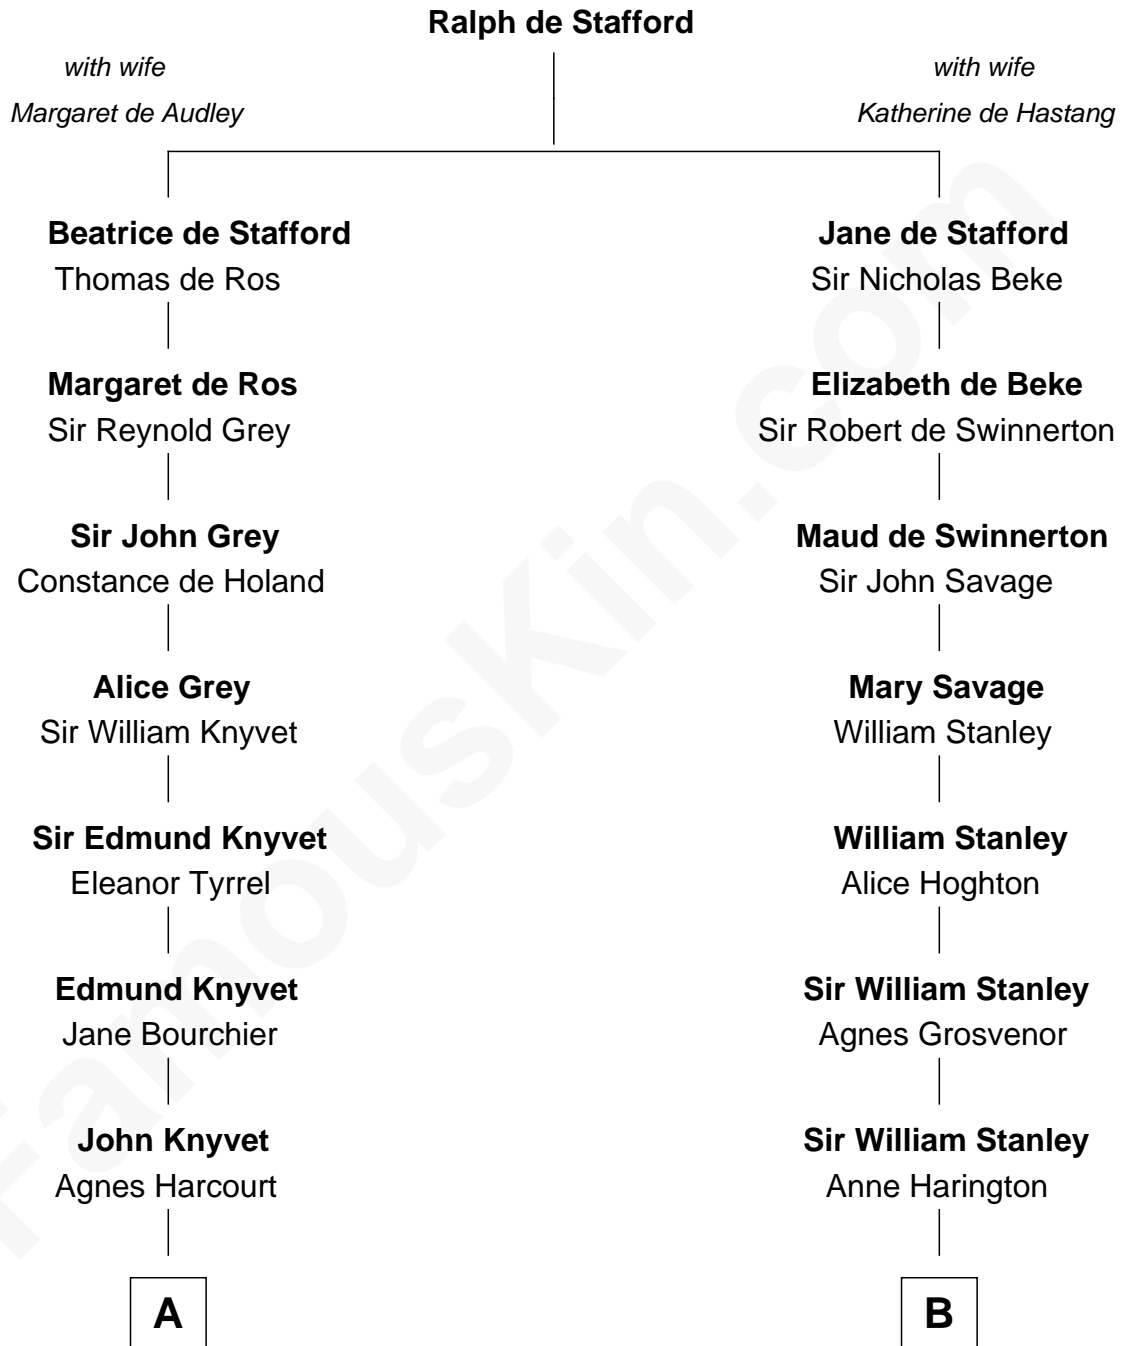 Ralph de Stafford
with wife
Margaret de Audley
with wife
Katherine de Hastang
Beatrice de Stafford
Thomas de Ros
Jane de Stafford
Sir Nicholas Beke
Margaret de Ros
Sir Reynold Grey
Elizabeth de Beke
Sir Robert de Swinnerton
Sir John Grey
Constance de Holand
Maud de Swinnerton
Sir John Savage
Alice Grey
Sir William Knyvet
Mary Savage
William Stanley
Sir Edmund Knyvet
Eleanor Tyrrel
William Stanley
Alice Hoghton
Edmund Knyvet
Jane Bourchier
Sir William Stanley
Agnes Grosvenor
John Knyvet
Agnes Harcourt
Sir William Stanley
Anne Harington
A
B
FamousKin.com